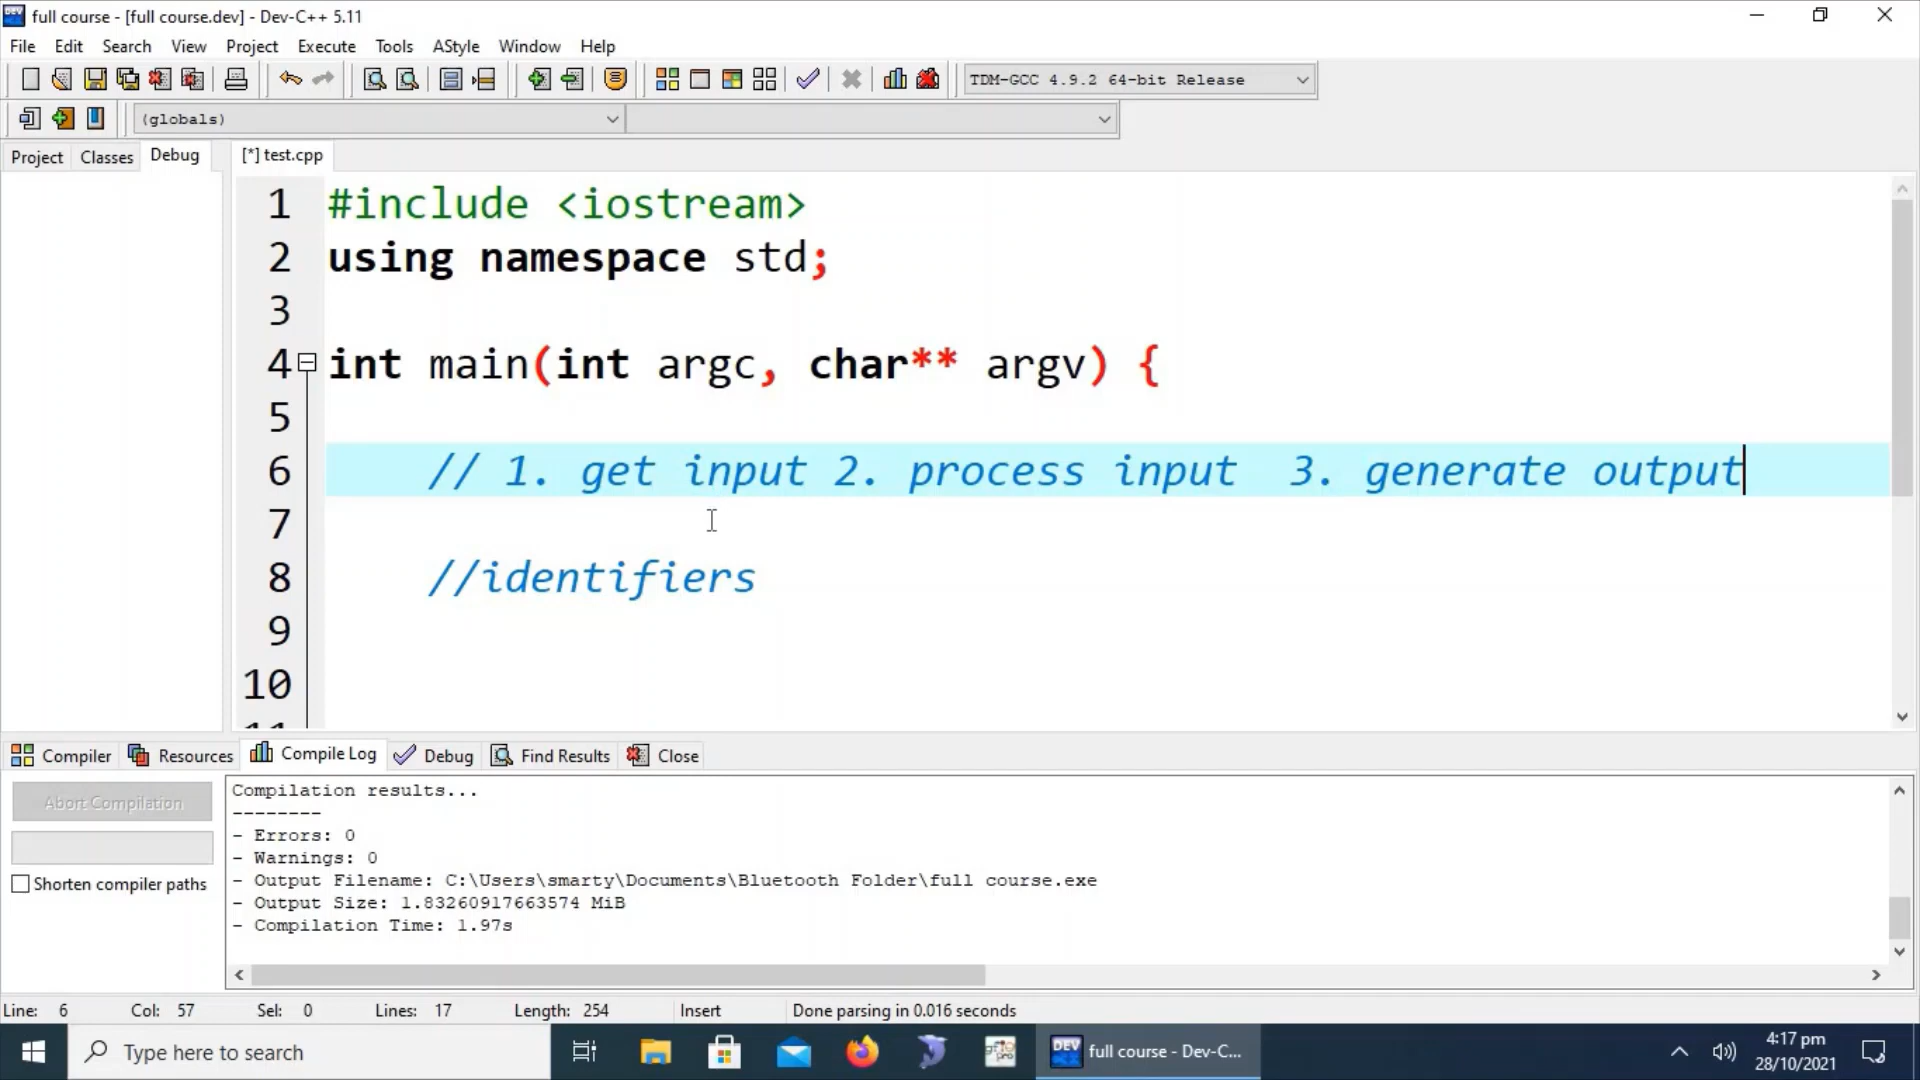 full course - [full course.dev] - Dev-C++ 5.11
File Edit Search View Project Execute Tools AStyle Window Help
TDM-GCC 4.9.2 64-bit Release
(globals)
Project Classes Debug [*] test.cpp
1 #include <iostream>
2 using namespace std;
3
4 int main(int argc, char** argv) {
5
6 // 1. get input 2. process input  3. generate output
7
8 //identifiers
9
10
Compiler Resources Compile Log Debug Find Results Close
Abort Compilation
Shorten compiler paths
Compilation results...
--------
- Errors: 0
- Warnings: 0
- Output Filename: C:\Users\smarty\Documents\Bluetooth Folder\full course.exe
- Output Size: 1.83260917663574 MiB
- Compilation Time: 1.97s
Line: 6 Col: 57 Sel: 0 Lines: 17 Length: 254 Insert Done parsing in 0.016 seconds
Type here to search
DEV
full course - Dev-C...
4:17 pm
28/10/2021